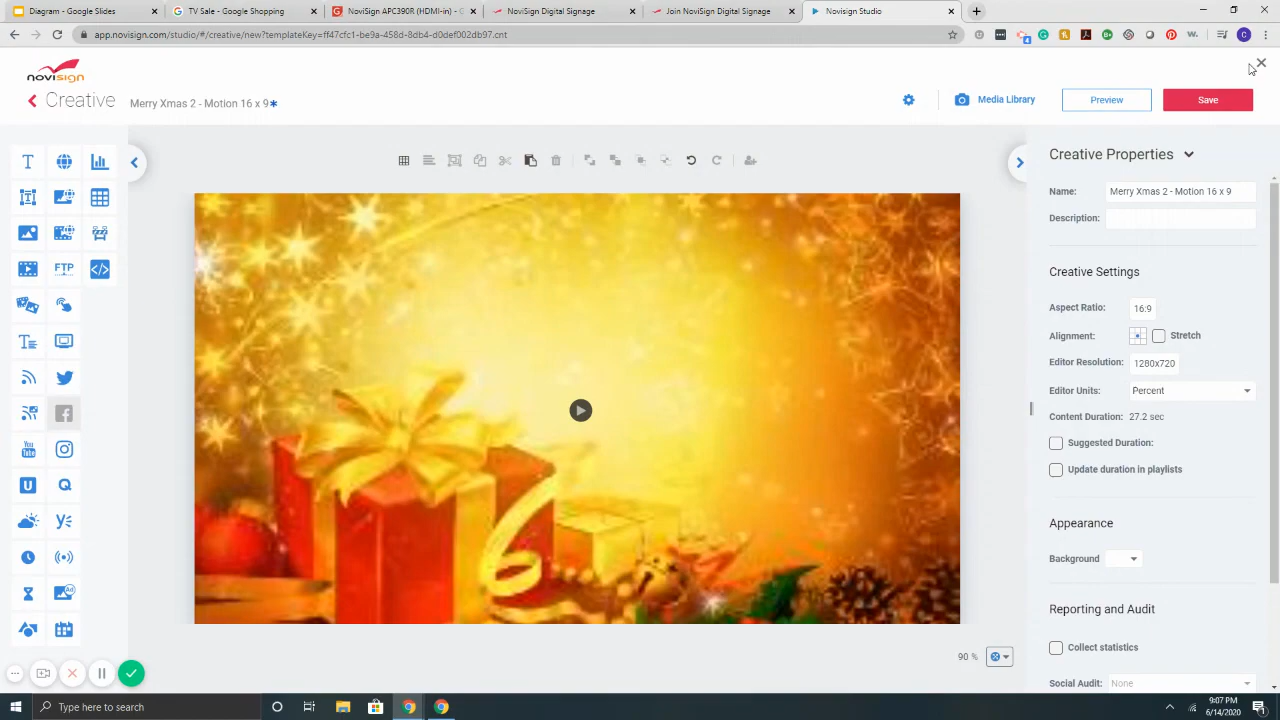 Diagram - Google Slides
TV Sale - Google Shopping
NoviSign APC390R (HDMI-in) - C
NoviSign Digital Signage
Join NoviSign Digital Signage
Novisign Studio
app.novisign.com/studio/#/creative/new?templateKey=ff47cfc1-be9a-458d-8db4-d0def002db97.cnt
novisign
Creative
Merry Xmas 2 - Motion 16 x 9*
Media Library
Preview
Save
Creative Properties
Name: Merry Xmas 2 - Motion 16 x 9
Description:
Creative Settings
Aspect Ratio: 16:9
Alignment: Stretch
Editor Resolution: 1280x720
Editor Units: Percent
Content Duration: 27.2 sec
Suggested Duration:
Update duration in playlists
Appearance
Background
Reporting and Audit
Collect statistics
Social Audit: None
FTP
You Tube
90 %
Type here to search
9:07 PM
6/14/2020